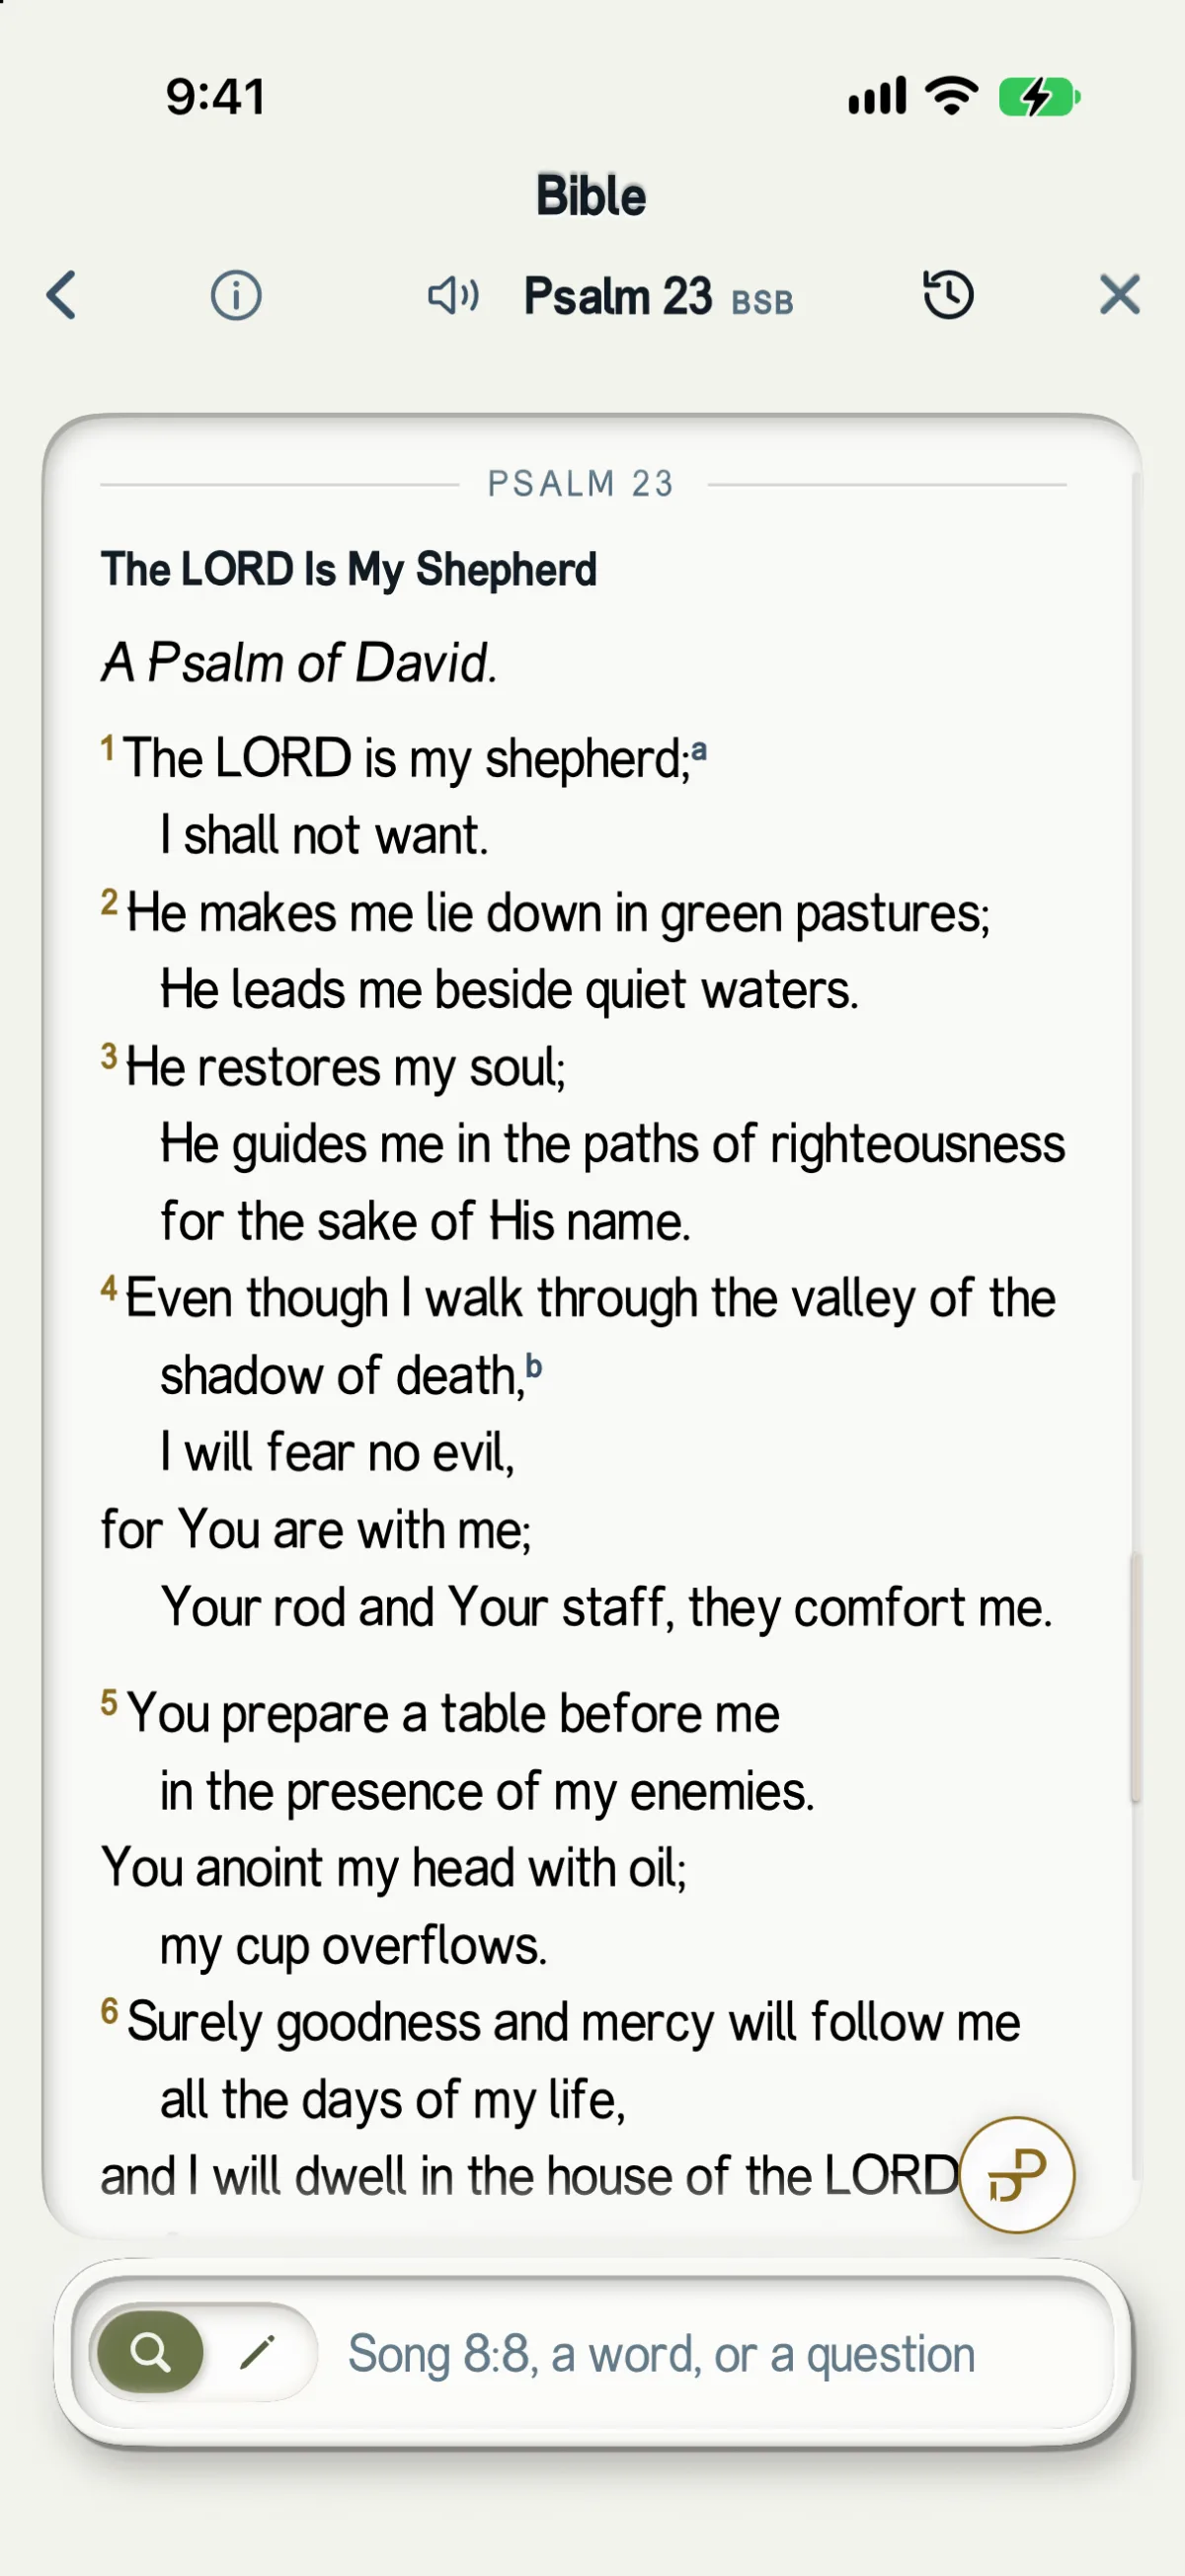 9:41
Bible
Psalm 23 BSB
PSALM 23
The LORD Is My Shepherd
A Psalm of David.
1 The LORD is my shepherd;a
I shall not want.
2 He makes me lie down in green pastures;
He leads me beside quiet waters.
3 He restores my soul;
He guides me in the paths of righteousness
for the sake of His name.
4 Even though I walk through the valley of the
shadow of death,b
I will fear no evil,
for You are with me;
Your rod and Your staff, they comfort me.
5 You prepare a table before me
in the presence of my enemies.
You anoint my head with oil;
my cup overflows.
6 Surely goodness and mercy will follow me
all the days of my life,
and I will dwell in the house of the LORD
Song 8:8, a word, or a question